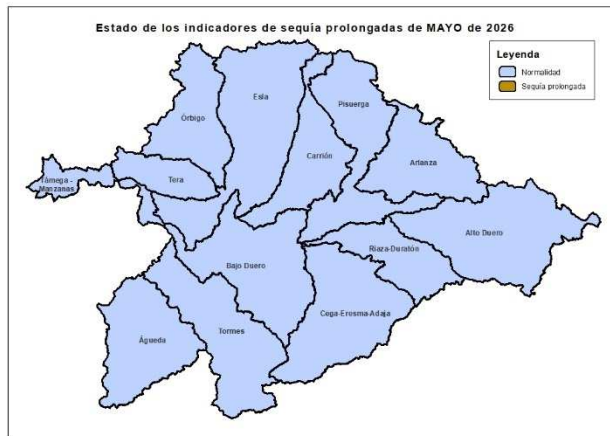 Estado de los indicadores de sequía prolongadas de MAYO de 2026
Leyenda
Normalidad
Sequía prolongada
Esla
Pisuerga
Órbigo
Carrión
Arlanza
Támega -
Manzanas
Tera
Alto Duero
Riaza-Duratón
Bajo Duero
Cega-Eresma-Adaja
Tormes
Águeda